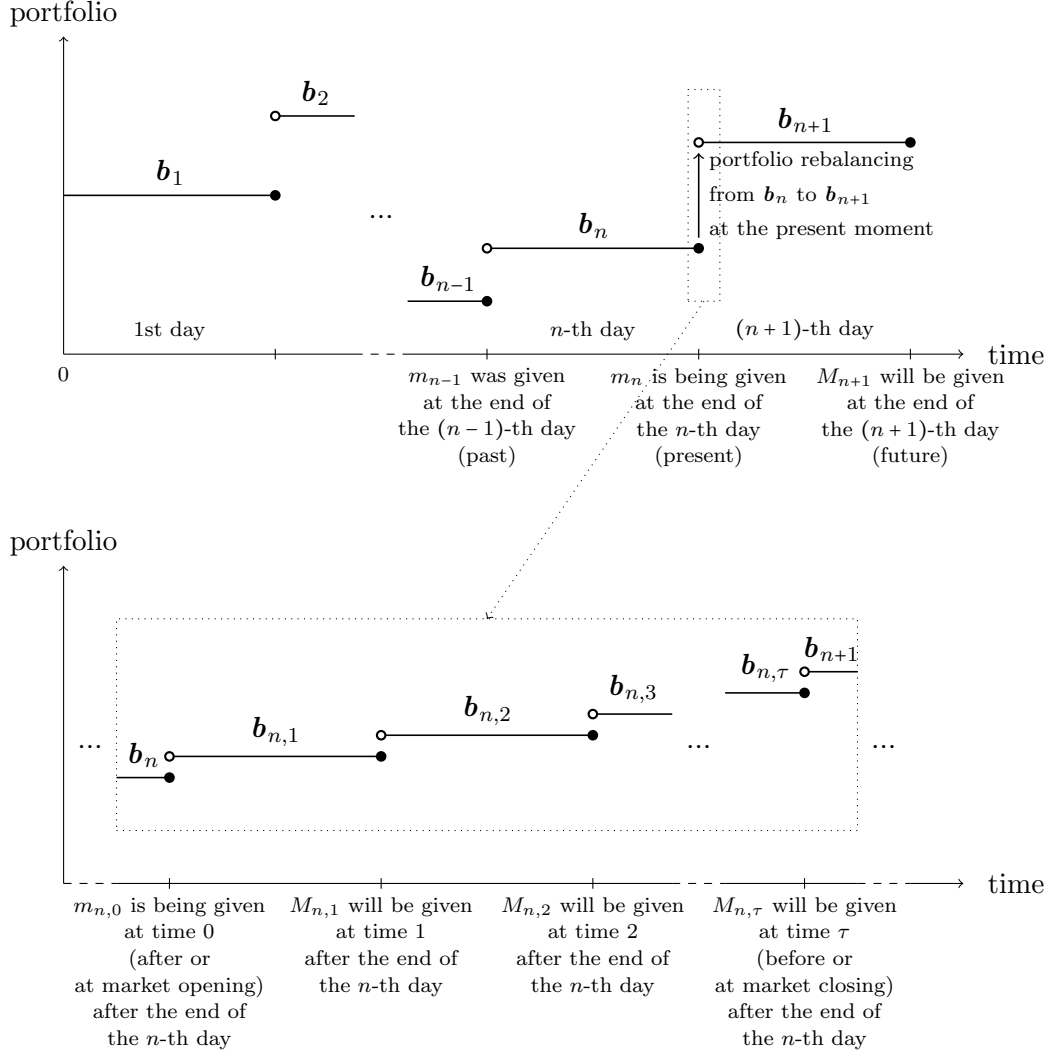 portfolio
b₂
b₁
...
bₙ₋₁
bₙ
bₙ₊₁
portfolio rebalancing
from bₙ to bₙ₊₁
at the present moment
1st day
n-th day
(n + 1)-th day
time
0
mₙ₋₁ was given
at the end of
the (n − 1)-th day
(past)
mₙ is being given
at the end of
the n-th day
(present)
Mₙ₊₁ will be given
at the end of
the (n + 1)-th day
(future)
portfolio
...
bₙ
bₙ,₁
bₙ,₂
bₙ,₃
...
bₙ,τ
bₙ₊₁
...
time
mₙ,₀ is being given
at time 0
(after or
at market opening)
after the end of
the n-th day
Mₙ,₁ will be given
at time 1
after the end of
the n-th day
Mₙ,₂ will be given
at time 2
after the end of
the n-th day
Mₙ,τ will be given
at time τ
(before or
at market closing)
after the end of
the n-th day